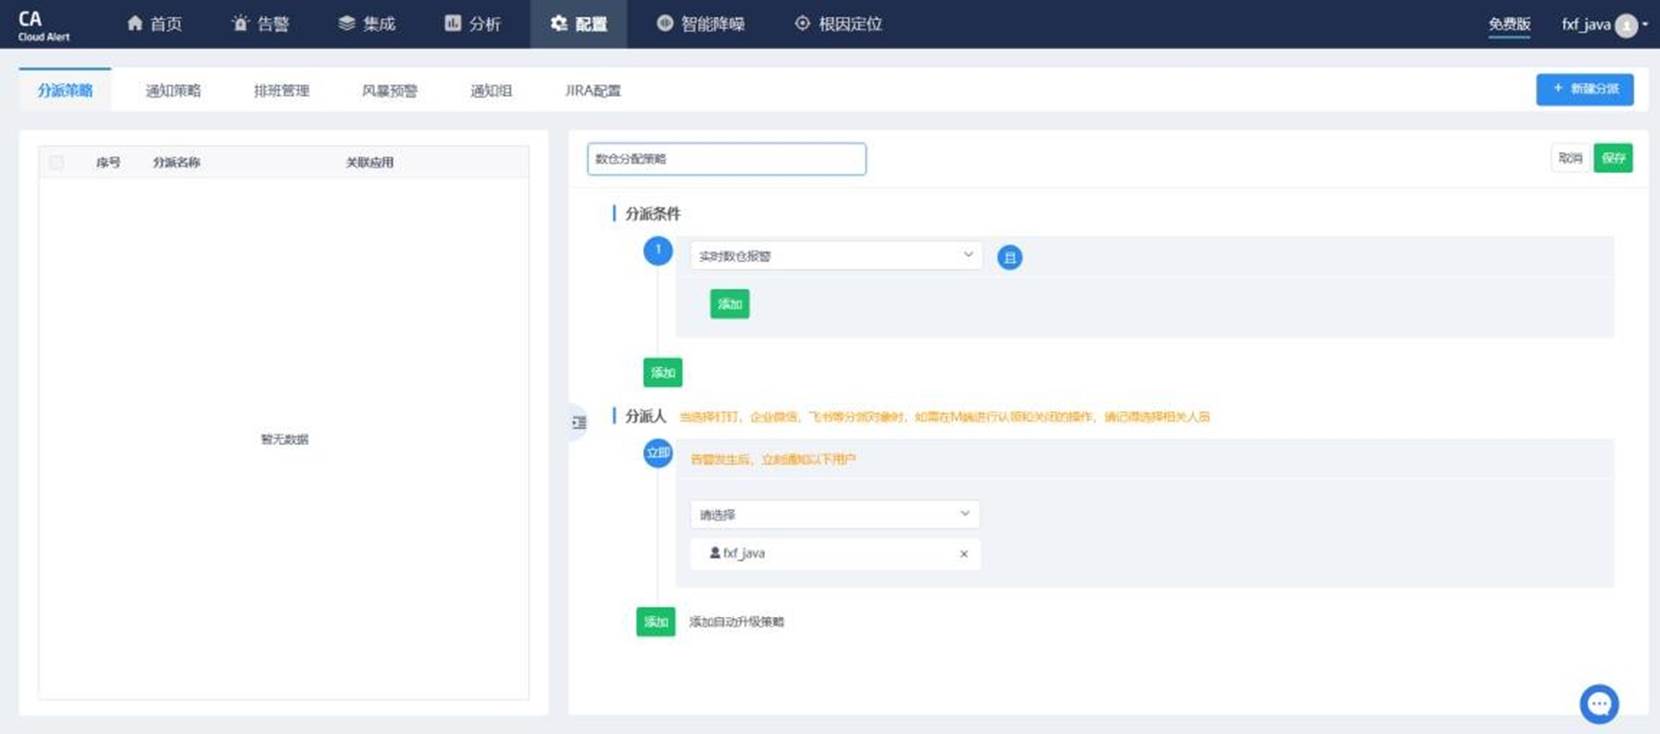 CA
Cloud Alert
首页 告警 集成 分析 配置 智能降噪 根因定位 免费版 fxf_java
分派策略 通知策略 排班管理 风暴预警 通知组 JIRA配置 + 新建分派
序号 分派名称 关联应用
暂无数据
数仓分配策略 取消 保存
分派条件
1 实时数仓报警 且
添加
添加
分派人 当选择钉钉，企业微信，飞书等分派对象时，如需在M端进行认领和关闭的操作，请记得选择相关人员
立即 告警发生后，立刻通知以下用户
请选择
fxf_java ×
添加 添加自动升级策略